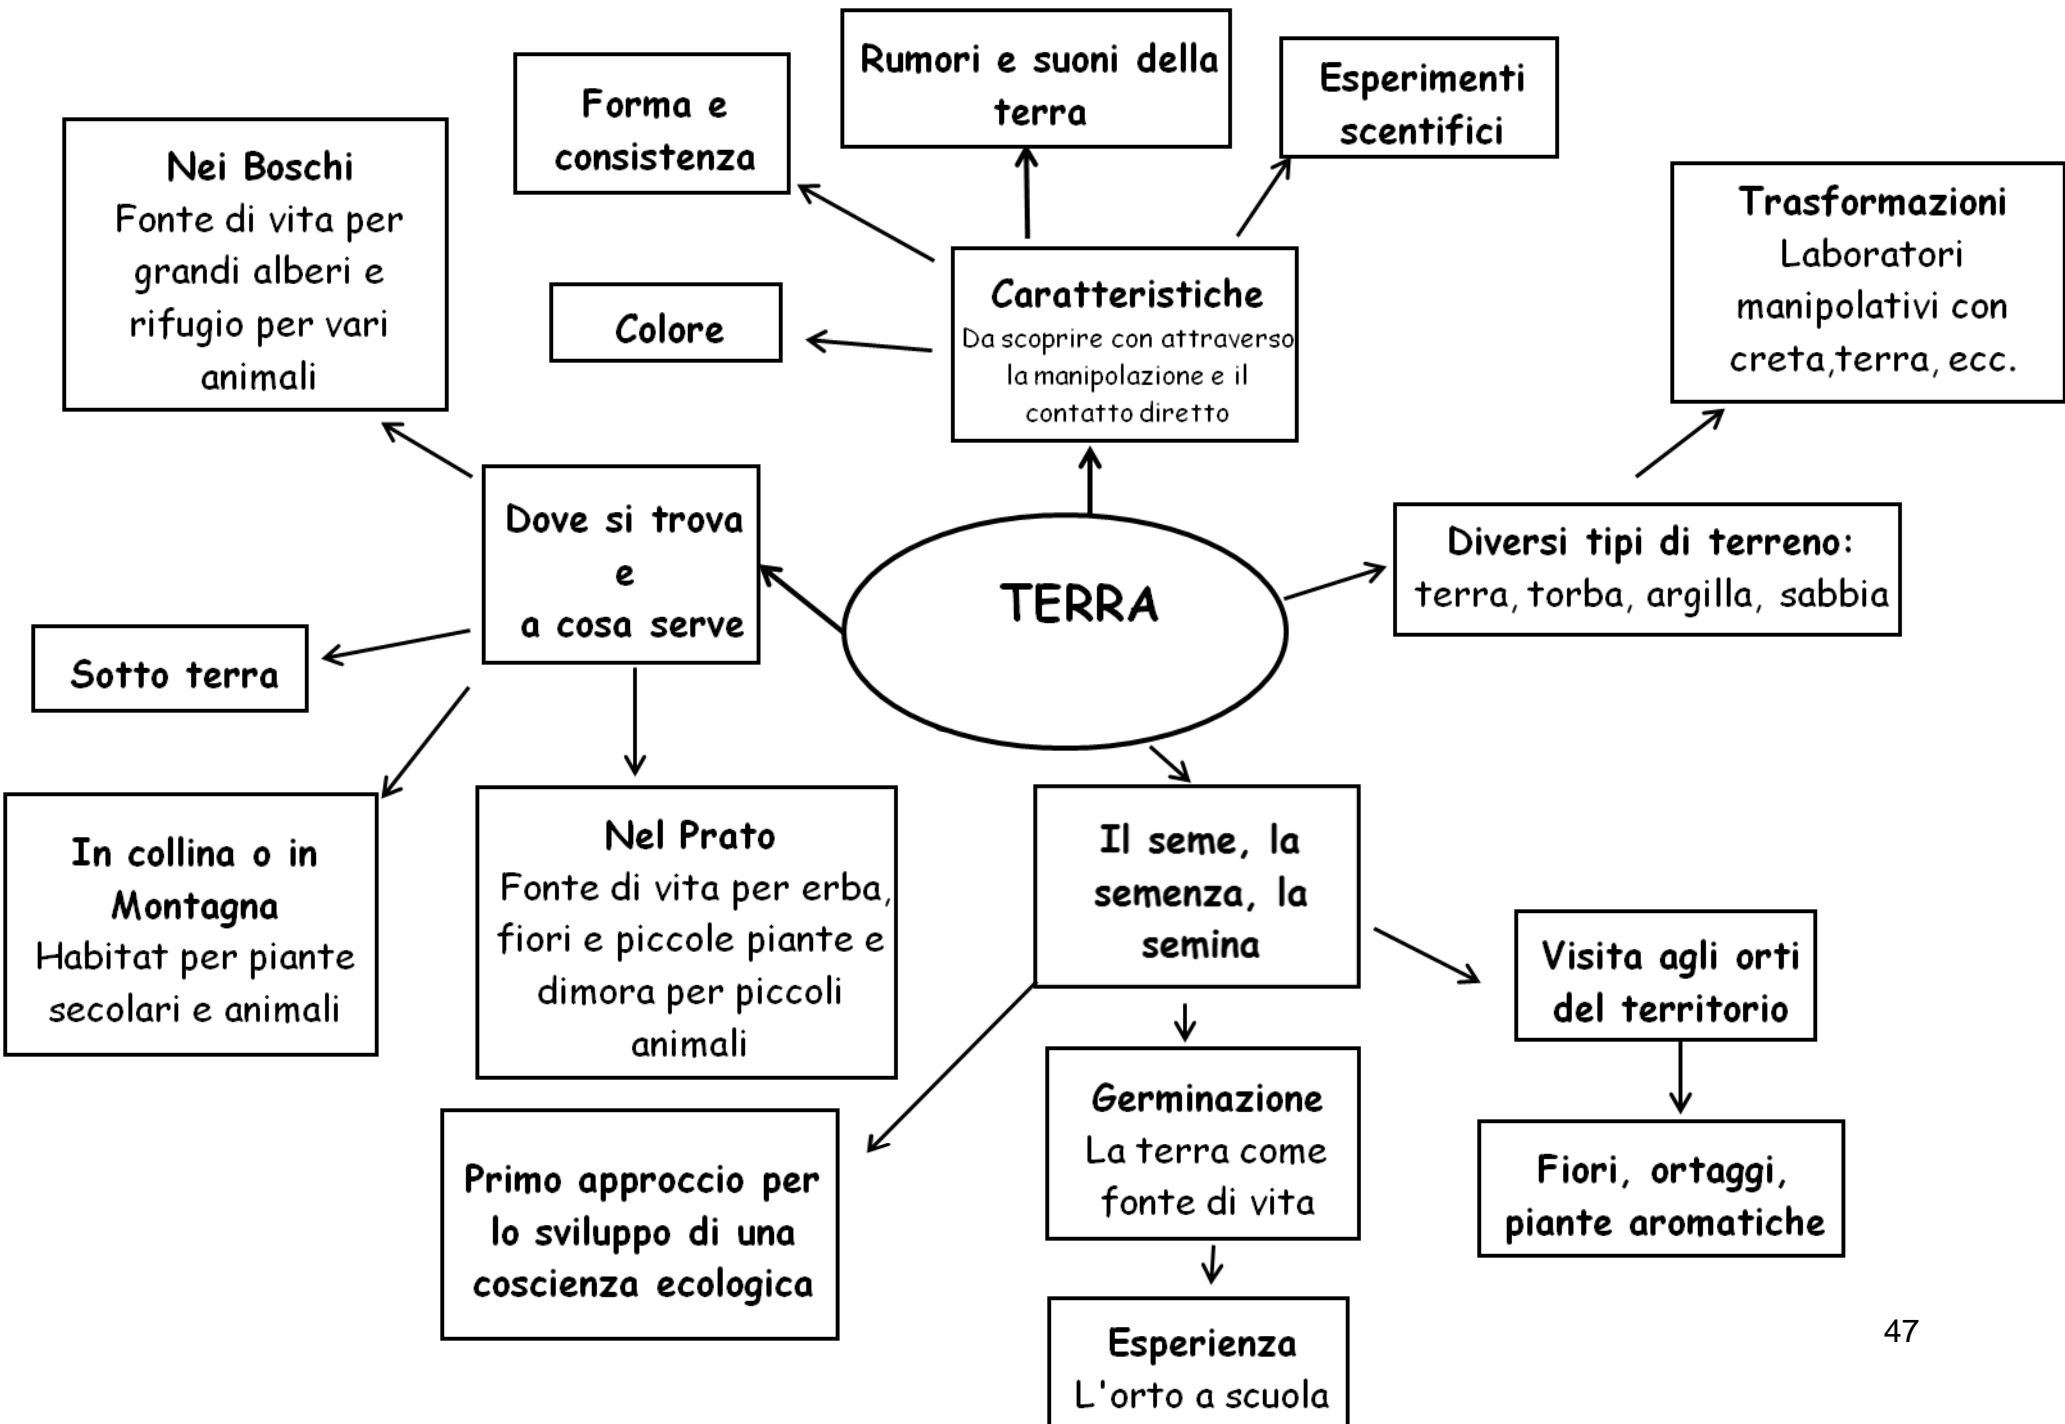 Rumori e suoni della
terra
Esperimenti
scentifici
Forma e
consistenza
Nei Boschi
Fonte di vita per
grandi alberi e
rifugio per vari
animali
Trasformazioni
Laboratori
manipolativi con
creta,terra, ecc.
Caratteristiche
Da scoprire con attraverso
la manipolazione e il
contatto diretto
Colore
Dove si trova
e
a cosa serve
TERRA
Diversi tipi di terreno:
terra, torba, argilla, sabbia
Sotto terra
In collina o in
Montagna
Habitat per piante
secolari e animali
Nel Prato
Fonte di vita per erba,
fiori e piccole piante e
dimora per piccoli
animali
Il seme, la
semenza, la
semina
Visita agli orti
del territorio
Germinazione
La terra come
fonte di vita
Primo approccio per
lo sviluppo di una
coscienza ecologica
Fiori, ortaggi,
piante aromatiche
Esperienza
L'orto a scuola
47